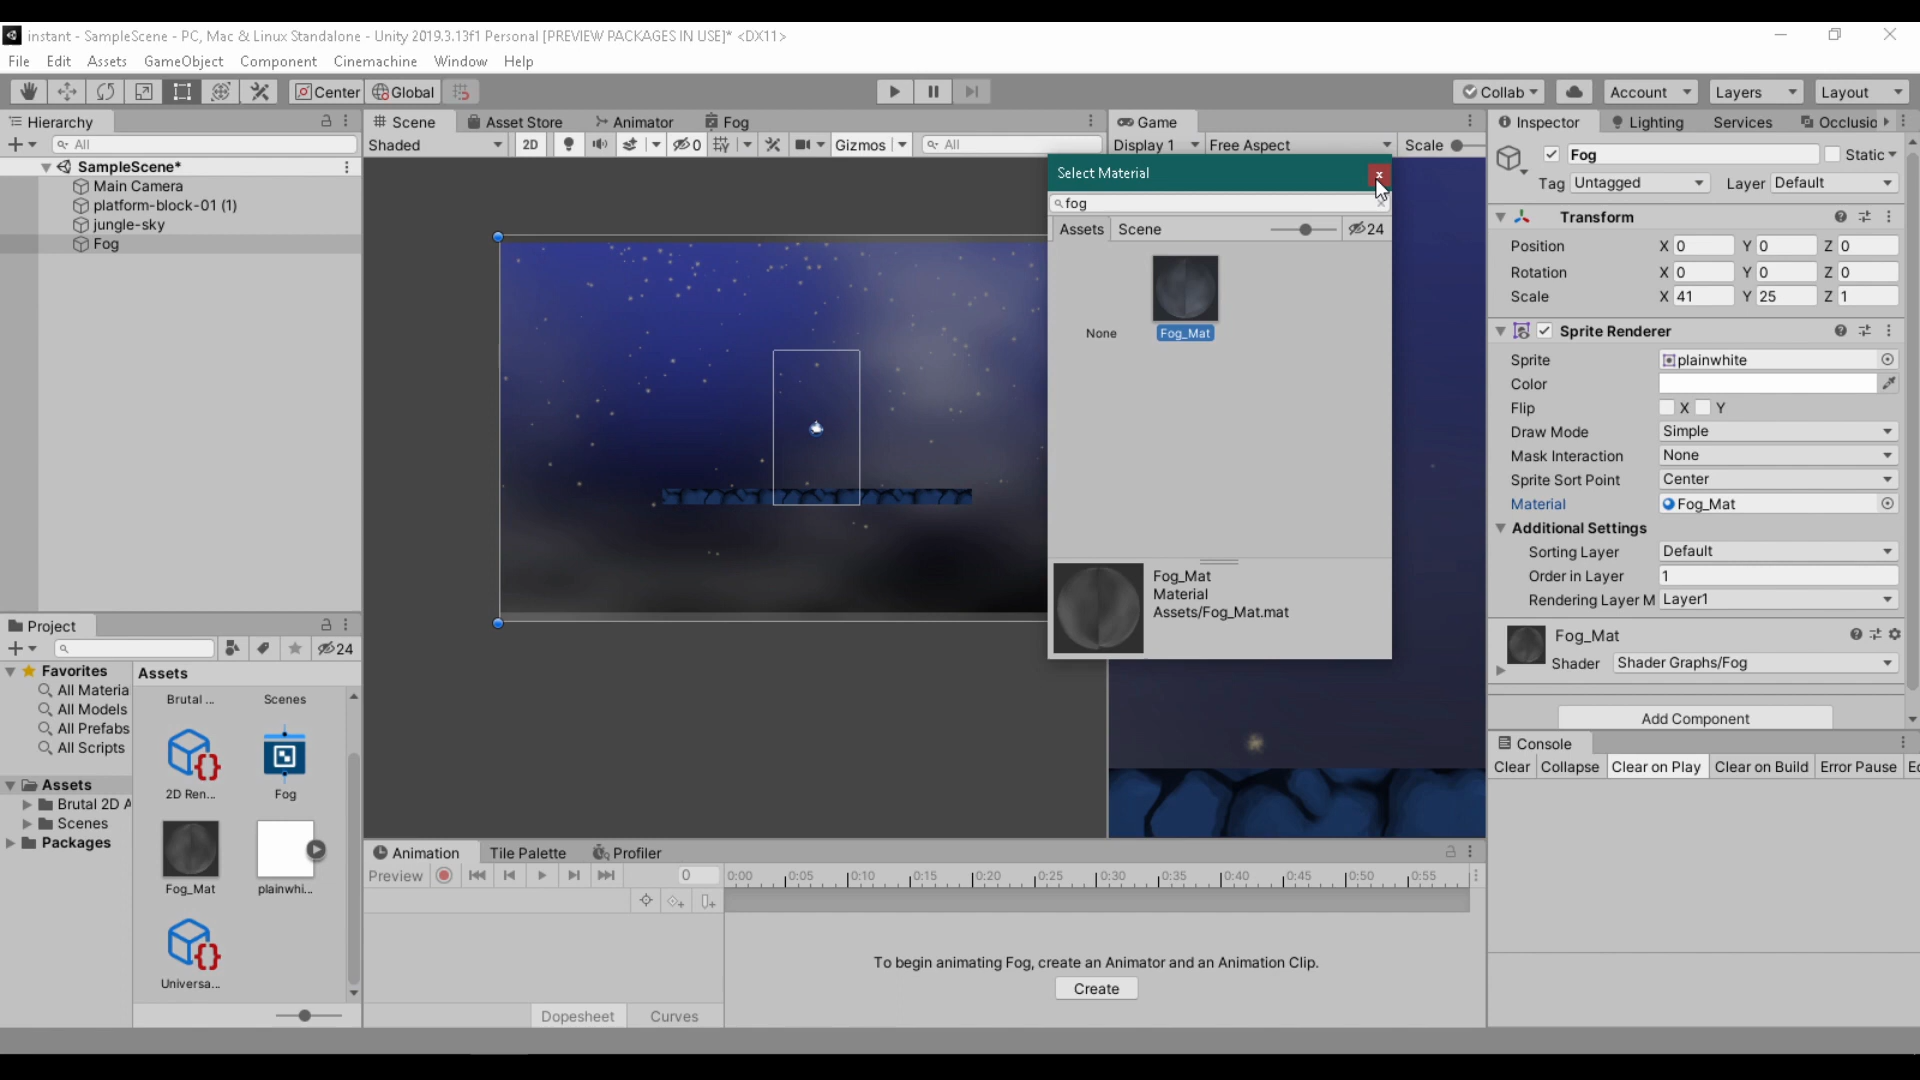 instant - SampleScene - PC, Mac & Linux Standalone - Unity 2019.3.13f1 Personal [PREVIEW PACKAGES IN USE]* <DX11>
File Edit Assets GameObject Component Cinemachine Window Help
Center Global Collab Account Layers Layout
Hierarchy
All
SampleScene*
Main Camera
platform-block-01 (1)
jungle-sky
Fog
Scene Asset Store Animator Fog
Shaded 2D 0 Gizmos All
Game
Display 1 Free Aspect Scale
Select Material x
fog
Assets Scene 24
None Fog_Mat
Fog_Mat
Material
Assets/Fog_Mat.mat
Inspector Lighting Services Occlusio
Fog Static
Tag Untagged Layer Default
Transform
Position X 0 Y 0 Z 0
Rotation X 0 Y 0 Z 0
Scale X 41 Y 25 Z 1
Sprite Renderer
Sprite plainwhite
Color
Flip X Y
Draw Mode Simple
Mask Interaction None
Sprite Sort Point Center
Material Fog_Mat
Additional Settings
Sorting Layer Default
Order in Layer 1
Rendering Layer M Layer1
Fog_Mat
Shader Shader Graphs/Fog
Add Component
Console
Clear Collapse Clear on Play Clear on Build Error Pause Ec
Project
24
Favorites
All Materia
All Models
All Prefabs
All Scripts
Assets
Brutal 2D A
Scenes
Packages
Assets
Brutal ... Scenes
2D Ren... Fog
Fog_Mat plainwhi...
Universa...
Animation Tile Palette Profiler
Preview 0 0:00 0:05 0:10 0:15 0:20 0:25 0:30 0:35 0:40 0:45 0:50 0:55
To begin animating Fog, create an Animator and an Animation Clip.
Create
Dopesheet Curves